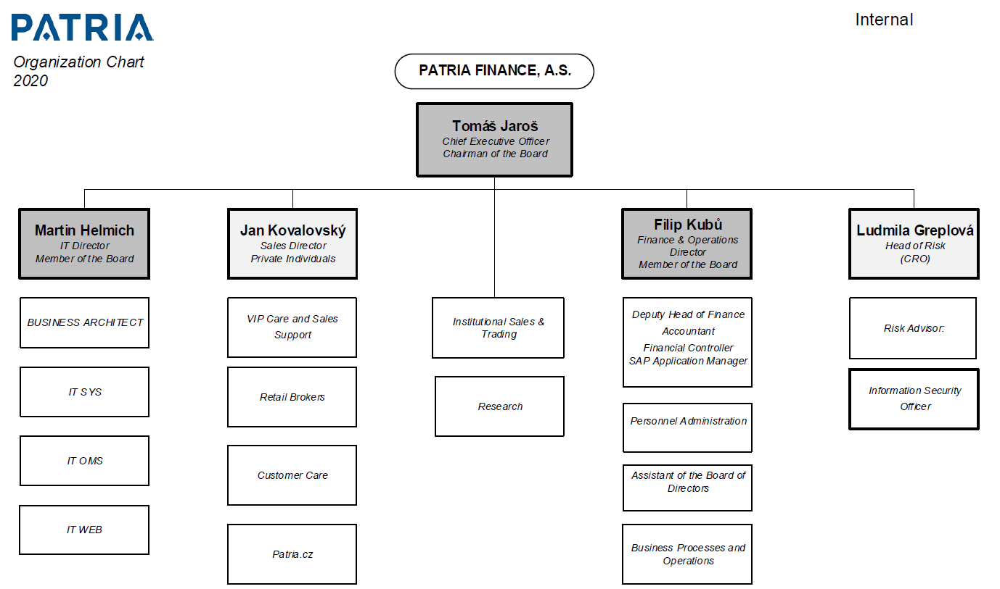 PATRIA
Internal
Organization Chart
2020
PATRIA FINANCE, A.S.
Tomáš Jaroš
Chief Executive Officer
Chairman of the Board
Martin Helmich
IT Director
Member of the Board
Jan Kovalovský
Sales Director
Private Individuals
Filip Kubů
Finance & Operations
Director
Member of the Board
Ludmila Greplová
Head of Risk
(CRO)
BUSINESS ARCHITECT
IT SYS
IT OMS
IT WEB
VIP Care and Sales
Support
Retail Brokers
Customer Care
Patria.cz
Institutional Sales &
Trading
Research
Deputy Head of Finance
Accountant
Financial Controller
SAP Application Manager
Personnel Administration
Assistant of the Board of
Directors
Business Processes and
Operations
Risk Advisor:
Information Security
Officer